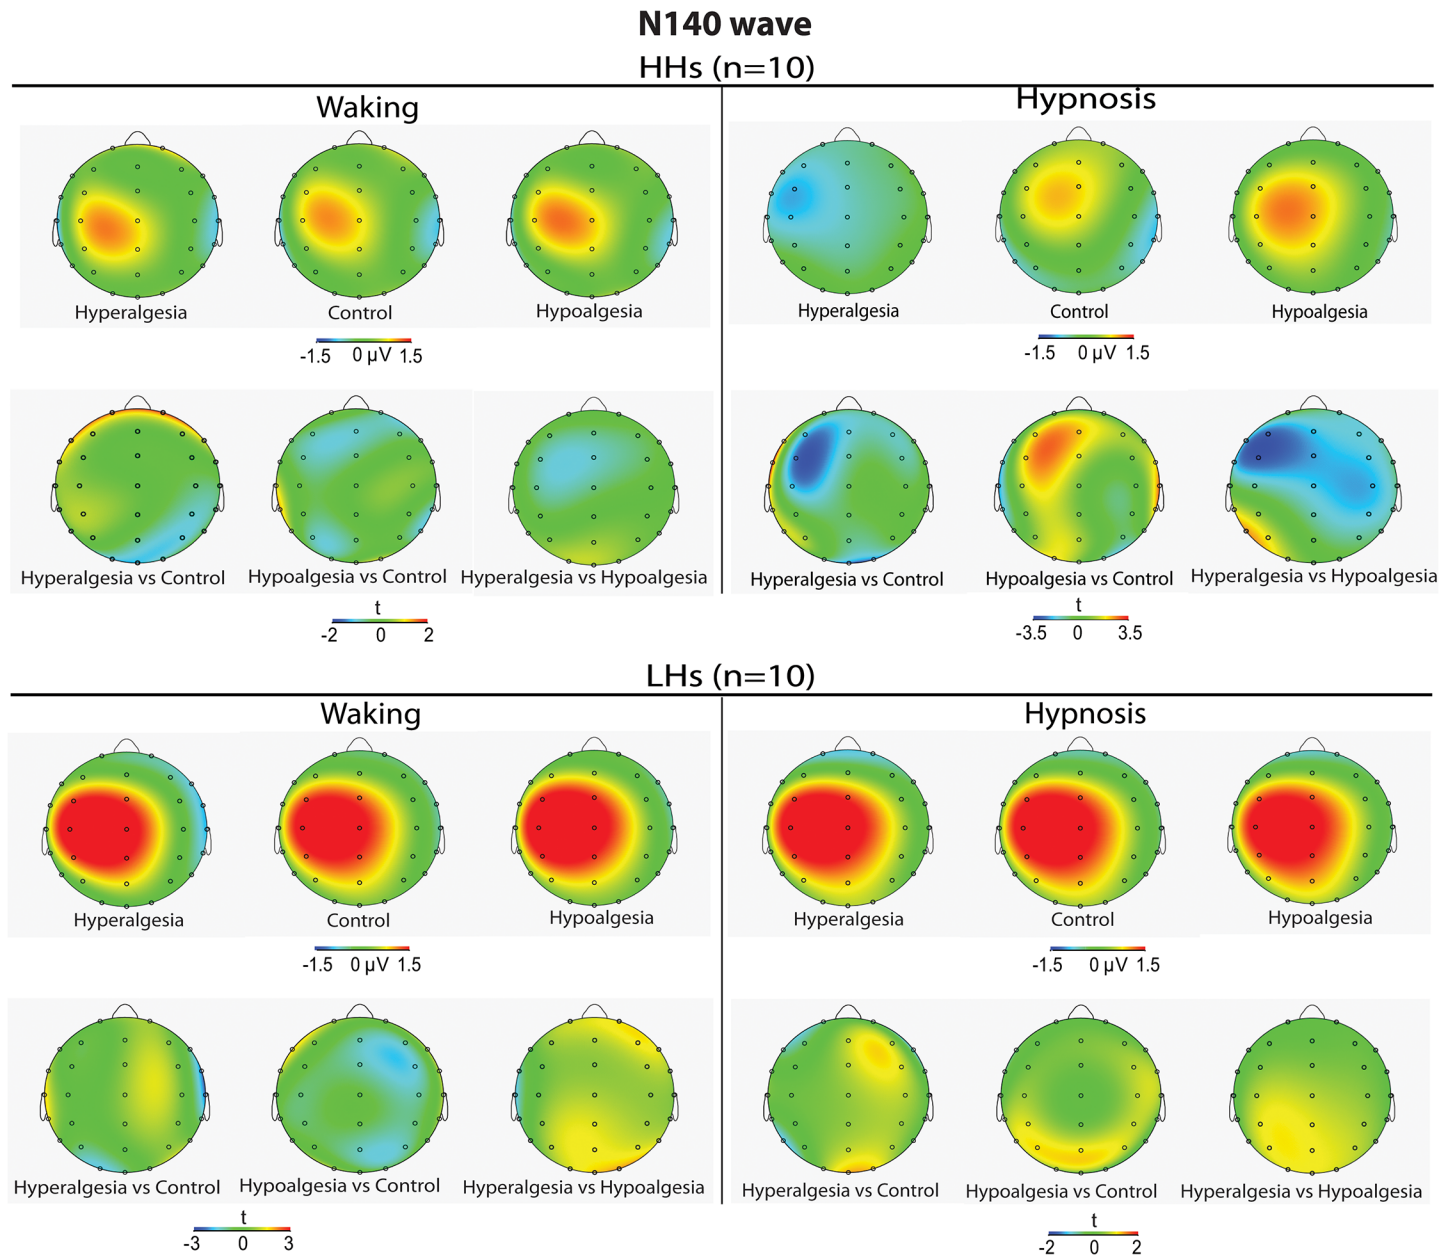 N140 wave
HHs (n=10)
Waking
Hypnosis
Hyperalgesia
Control
Hypoalgesia
Hyperalgesia
Control
Hypoalgesia
-1.5 0 µV 1.5
-1.5 0 µV 1.5
Hyperalgesia vs Control
Hypoalgesia vs Control
Hyperalgesia vs Hypoalgesia
Hyperalgesia vs Control
Hypoalgesia vs Control
Hyperalgesia vs Hypoalgesia
t
-2 0 2
t
-3.5 0 3.5
LHs (n=10)
Waking
Hypnosis
Hyperalgesia
Control
Hypoalgesia
Hyperalgesia
Control
Hypoalgesia
-1.5 0 µV 1.5
-1.5 0 µV 1.5
Hyperalgesia vs Control
Hypoalgesia vs Control
Hyperalgesia vs Hypoalgesia
Hyperalgesia vs Control
Hypoalgesia vs Control
Hyperalgesia vs Hypoalgesia
t
-3 0 3
t
-2 0 2